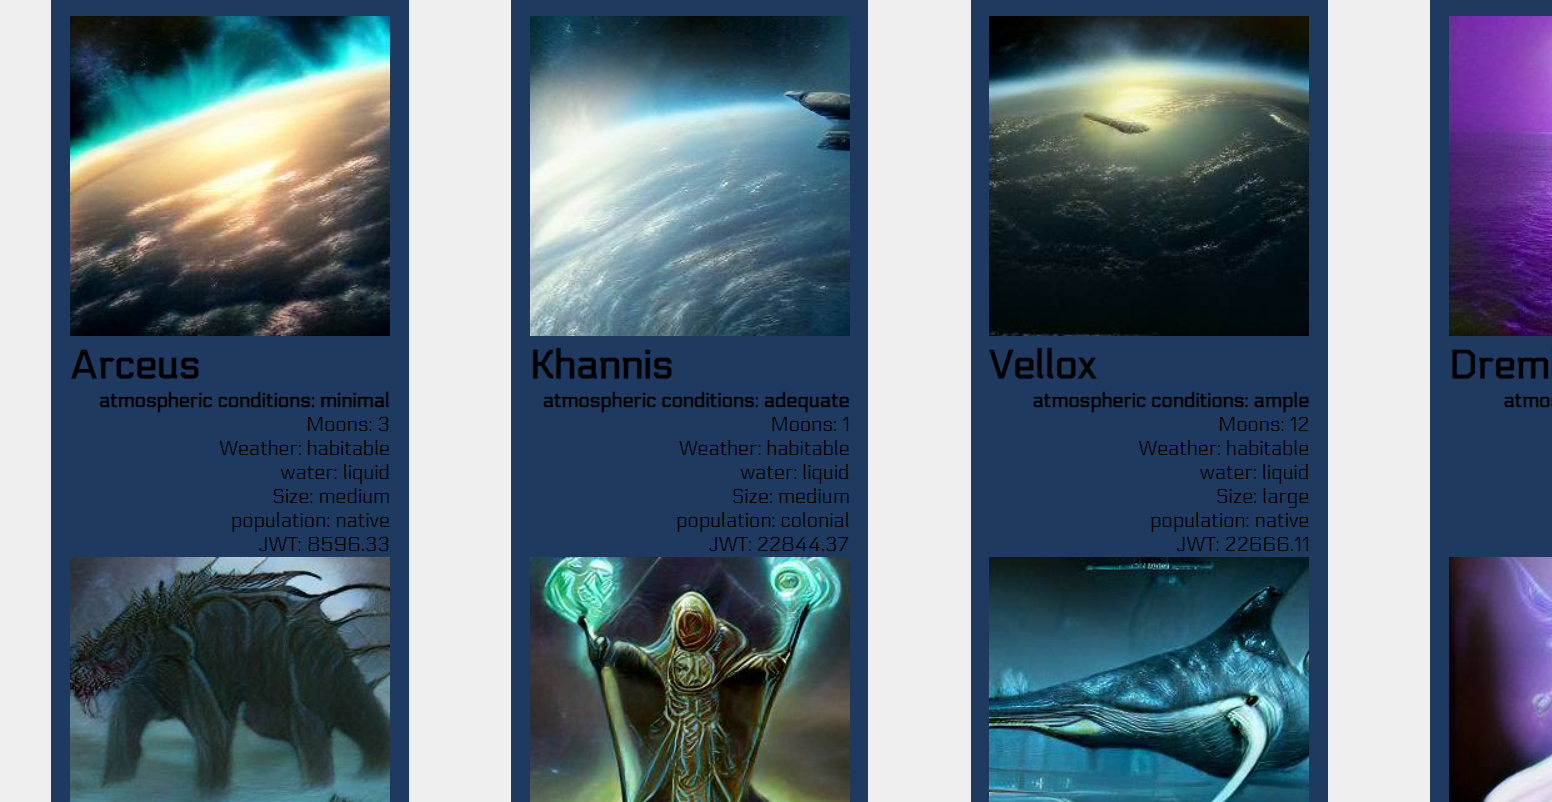 Arceus
atmospheric conditions: minimal
Moons: 3
Weather: habitable
water: liquid
Size: medium
population: native
JWT: 8596.33
Khannis
atmospheric conditions: adequate
Moons: 1
Weather: habitable
water: liquid
Size: medium
population: colonial
JWT: 22844.37
Vellox
atmospheric conditions: ample
Moons: 12
Weather: habitable
water: liquid
Size: large
population: native
JWT: 22666.11
Drem
atmo